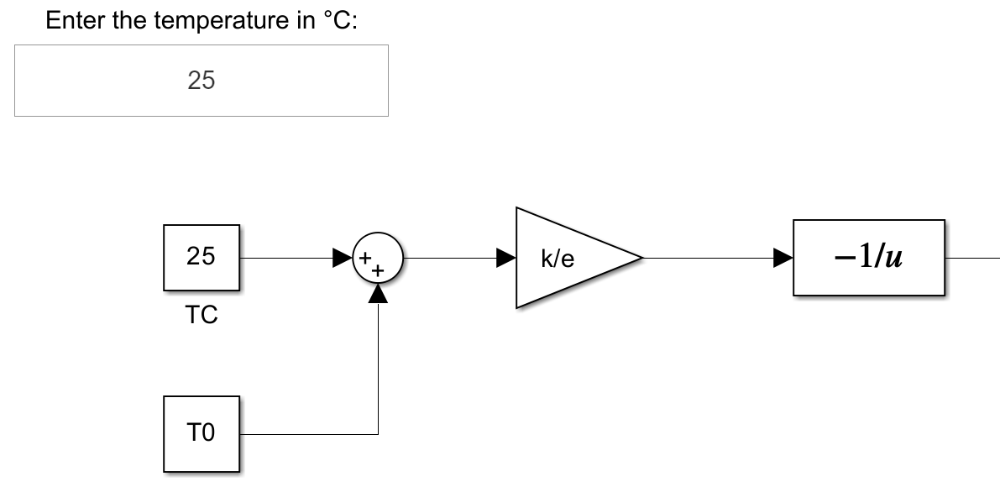 Enter the temperature in °C:
25
25
+
+
k/e
−1/u
TC
T0